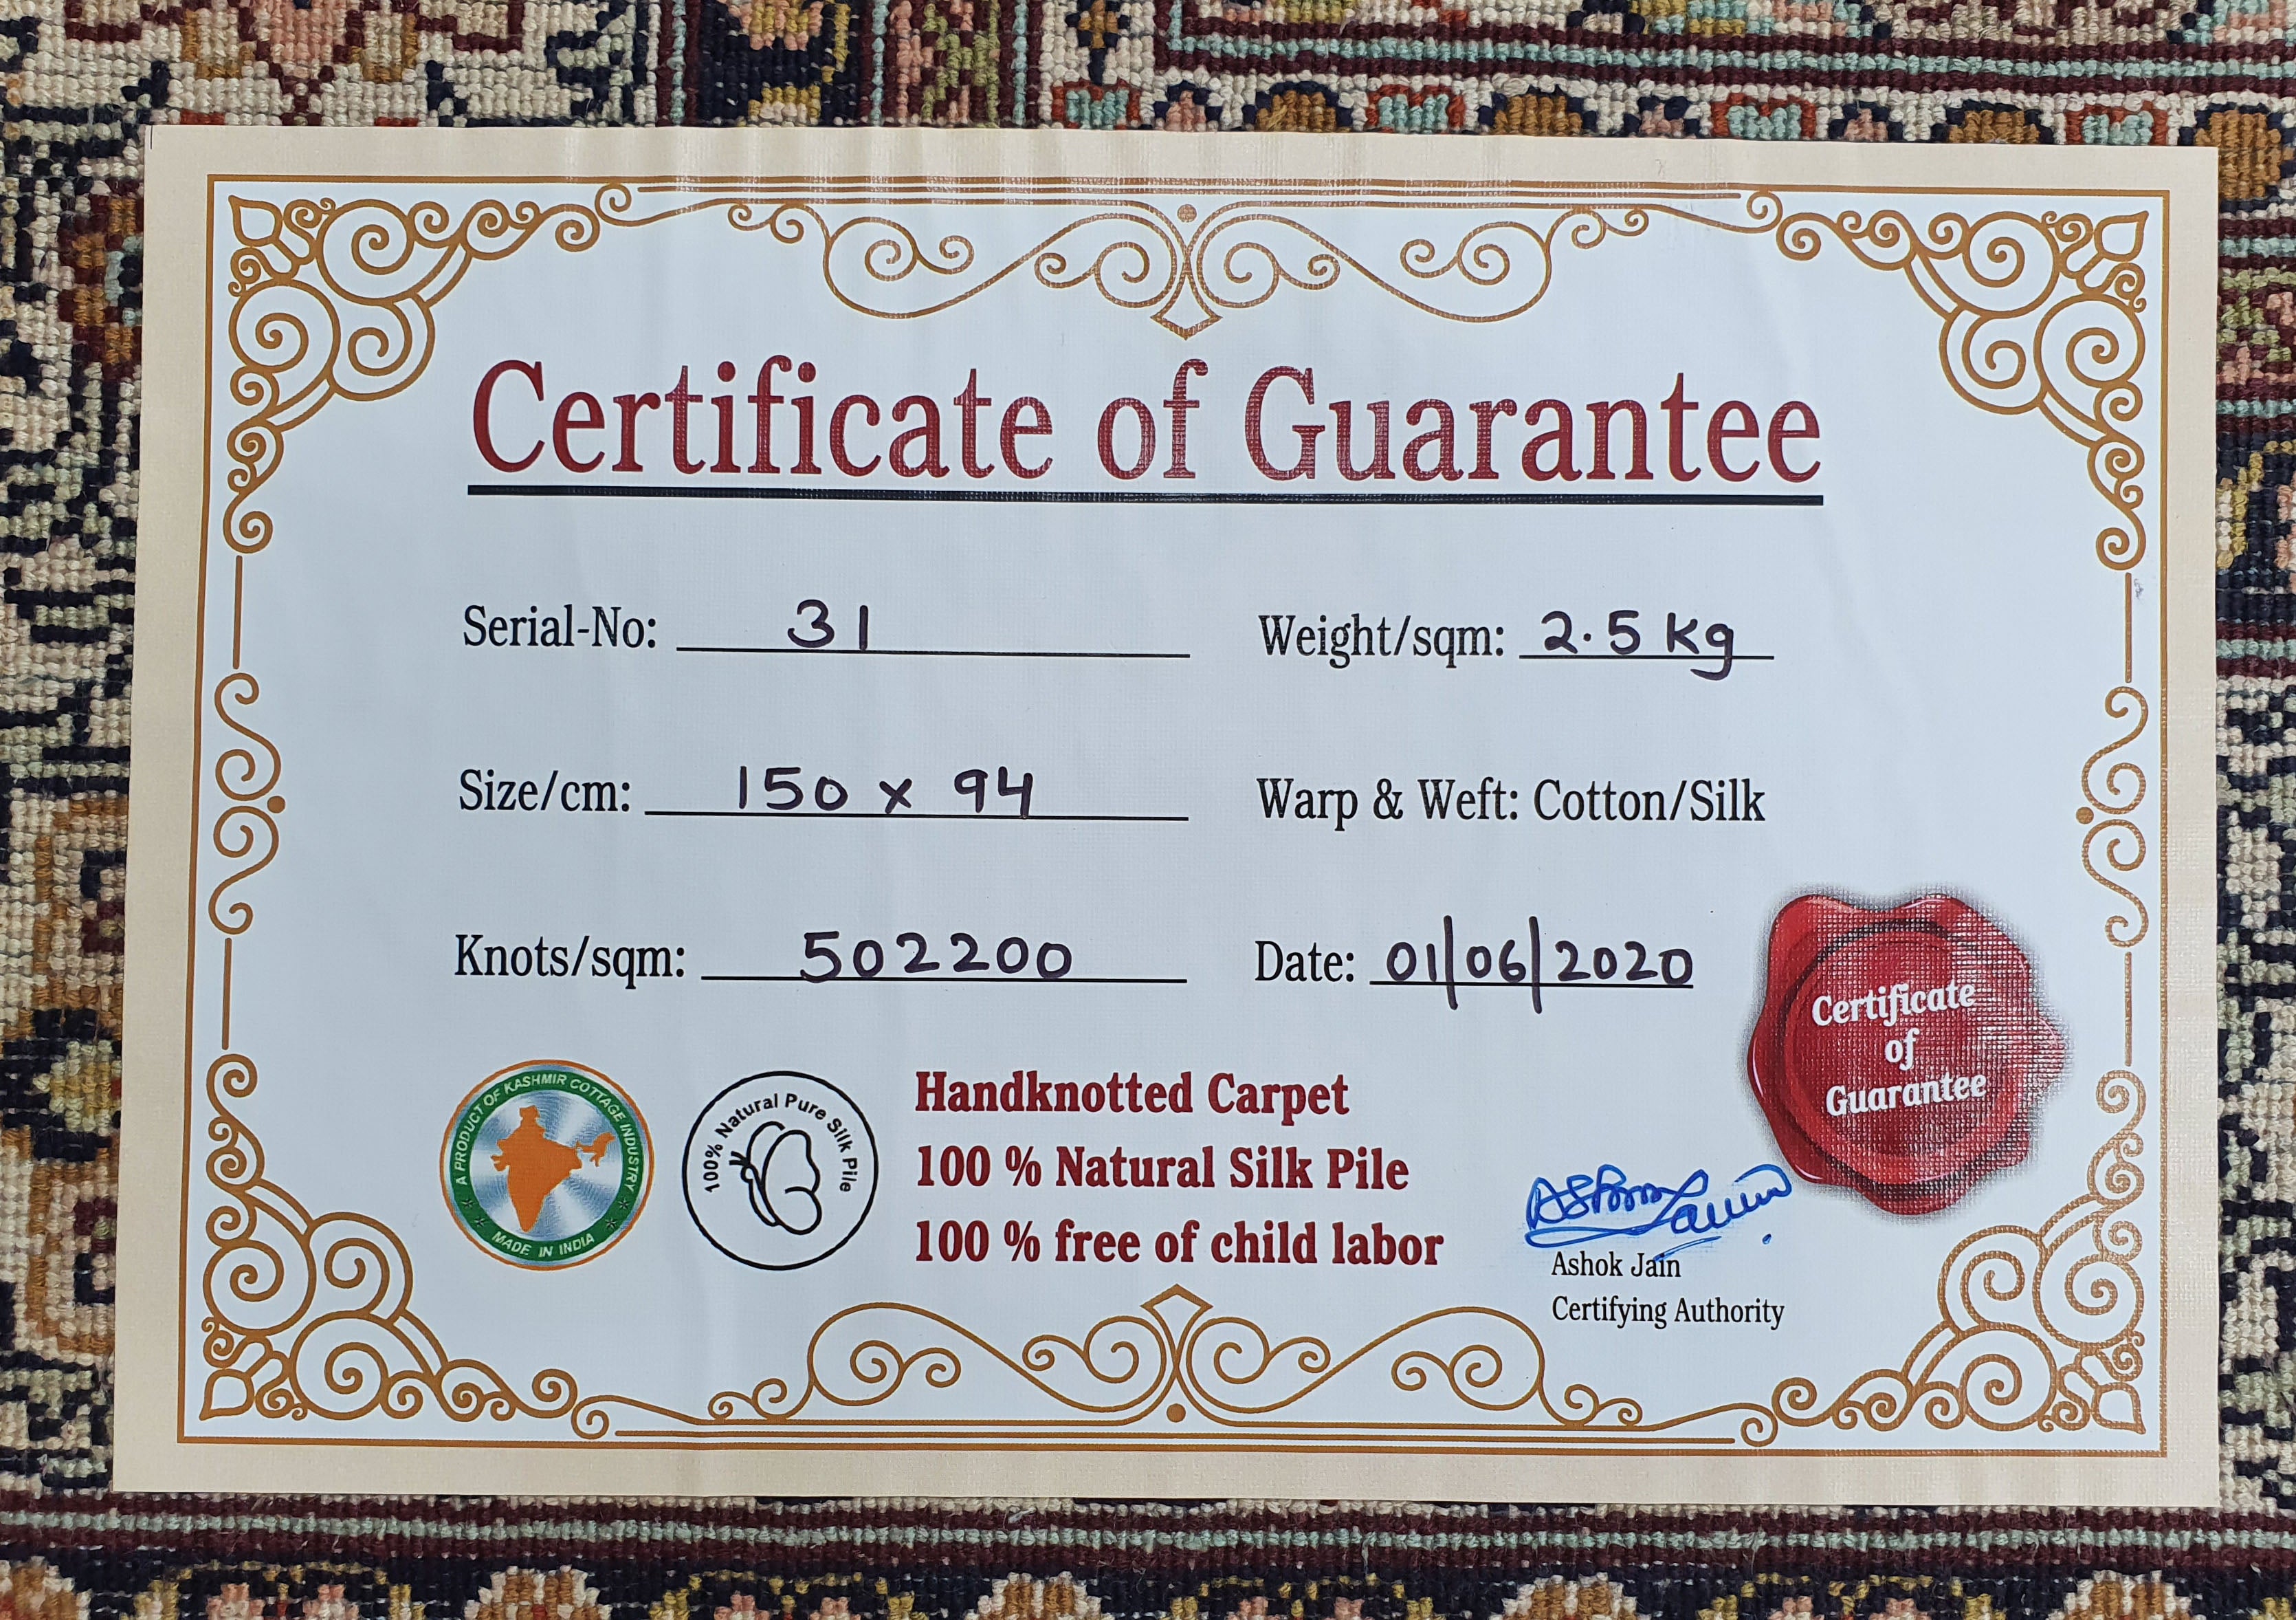 Certificate of Guarantee
Serial-No: 31
Weight/sqm: 2.5 Kg
Size/cm: 150 x 94
Warp & Weft: Cotton/Silk
Knots/sqm: 502200
Date: 01/06/2020
Certificate
of
Guarantee
A PRODUCT OF KASHMIR COTTAGE INDUSTRY
MADE IN INDIA
100% Natural Pure Silk Pile
Handknotted Carpet
100 % Natural Silk Pile
100 % free of child labor
Ashok Jain
Certifying Authority